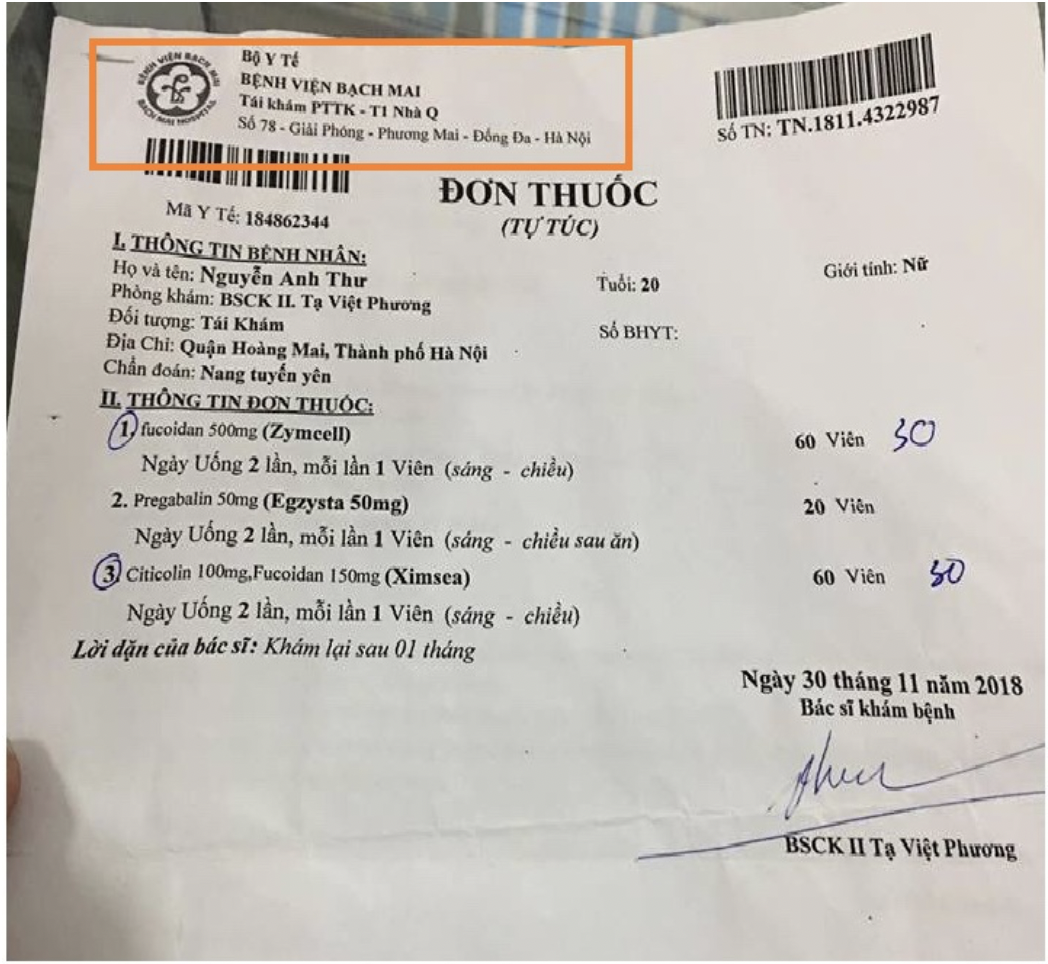 BỆNH VIỆN BẠCH MAI
BACH MAI HOSPITAL
Bộ Y Tế
BỆNH VIỆN BẠCH MAI
Tái khám PTTK - T1 Nhà Q
Số 78 - Giải Phóng - Phương Mai - Đống Đa - Hà Nội
Số TN: TN.1811.4322987
Mã Y Tế: 184862344
ĐƠN THUỐC
(TỰ TÚC)
I. THÔNG TIN BỆNH NHÂN:
Họ và tên: Nguyễn Anh Thư Tuổi: 20 Giới tính: Nữ
Phòng khám: BSCK II. Tạ Việt Phương
Đối tượng: Tái Khám Số BHYT:
Địa Chỉ: Quận Hoàng Mai, Thành phố Hà Nội
Chẩn đoán: Nang tuyến yên
II. THÔNG TIN ĐƠN THUỐC:
1. fucoidan 500mg (Zymcell) 60 Viên 30
Ngày Uống 2 lần, mỗi lần 1 Viên (sáng - chiều)
2. Pregabalin 50mg (Egzysta 50mg) 20 Viên
Ngày Uống 2 lần, mỗi lần 1 Viên (sáng - chiều sau ăn)
3. Citicolin 100mg,Fucoidan 150mg (Ximsea) 60 Viên 30
Ngày Uống 2 lần, mỗi lần 1 Viên (sáng - chiều)
Lời dặn của bác sĩ: Khám lại sau 01 tháng
Ngày 30 tháng 11 năm 2018
Bác sĩ khám bệnh
BSCK II Tạ Việt Phương